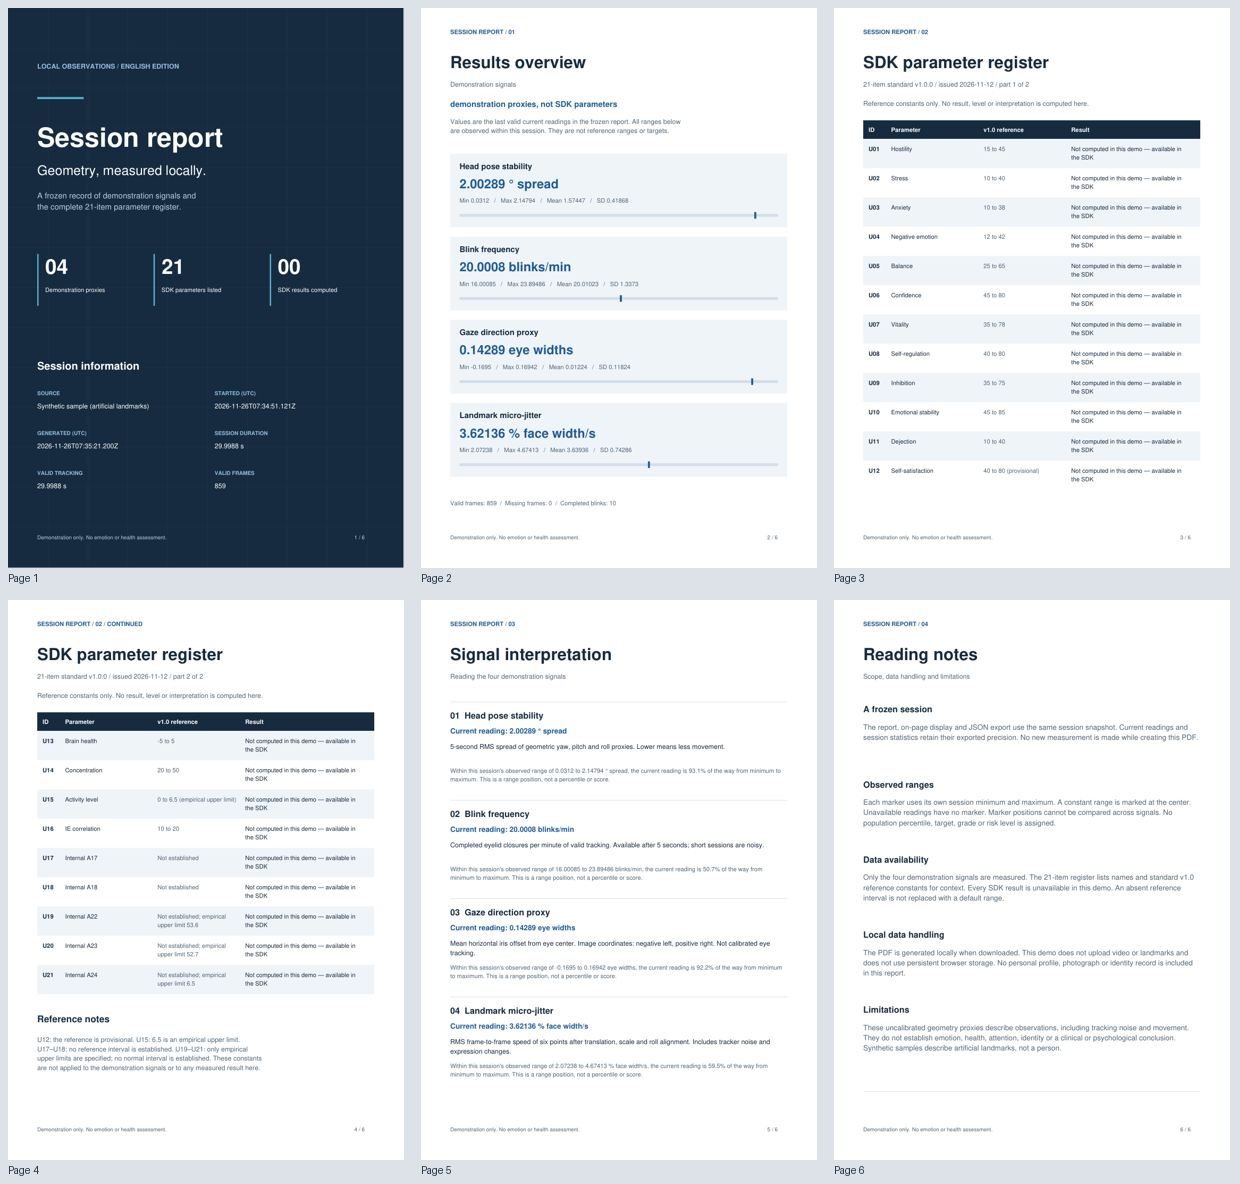 LOCAL OBSERVATIONS / ENGLISH EDITION
Session report
Geometry, measured locally.
A frozen record of demonstration signals and
the complete 21-item parameter register.
04
Demonstration proxies
21
SDK parameters listed
00
SDK results computed
Session information
SOURCE
Synthetic sample (artificial landmarks)
STARTED (UTC)
2026-11-26T07:34:51.121Z
GENERATED (UTC)
2026-11-26T07:35:21.200Z
SESSION DURATION
29.9988 s
VALID TRACKING
29.9988 s
VALID FRAMES
859
Demonstration only. No emotion or health assessment.
1 / 6
Page 1
SESSION REPORT / 01
Results overview
Demonstration signals
demonstration proxies, not SDK parameters
Values are the last valid current readings in the frozen report. All ranges below
are observed within this session. They are not reference ranges or targets.
Head pose stability
2.00289 ° spread
Min 0.0312 / Max 2.14794 / Mean 1.57447 / SD 0.41868
Blink frequency
20.0008 blinks/min
Min 16.00085 / Max 23.89486 / Mean 20.01023 / SD 1.3373
Gaze direction proxy
0.14289 eye widths
Min -0.1695 / Max 0.16942 / Mean 0.01224 / SD 0.11824
Landmark micro-jitter
3.62136 % face width/s
Min 2.07238 / Max 4.67413 / Mean 3.63936 / SD 0.74286
Valid frames: 859 / Missing frames: 0 / Completed blinks: 10
Demonstration only. No emotion or health assessment.
2 / 6
Page 2
SESSION REPORT / 02
SDK parameter register
21-item standard v1.0.0 / issued 2026-11-12 / part 1 of 2
Reference constants only. No result, level or interpretation is computed here.
ID Parameter v1.0 reference Result
U01 Hostility 15 to 45 Not computed in this demo — available in
the SDK
U02 Stress 10 to 40 Not computed in this demo — available in
the SDK
U03 Anxiety 10 to 38 Not computed in this demo — available in
the SDK
U04 Negative emotion 12 to 42 Not computed in this demo — available in
the SDK
U05 Balance 25 to 65 Not computed in this demo — available in
the SDK
U06 Confidence 45 to 80 Not computed in this demo — available in
the SDK
U07 Vitality 35 to 78 Not computed in this demo — available in
the SDK
U08 Self-regulation 40 to 80 Not computed in this demo — available in
the SDK
U09 Inhibition 35 to 75 Not computed in this demo — available in
the SDK
U10 Emotional stability 45 to 85 Not computed in this demo — available in
the SDK
U11 Dejection 10 to 40 Not computed in this demo — available in
the SDK
U12 Self-satisfaction 40 to 80 (provisional) Not computed in this demo — available in
the SDK
Demonstration only. No emotion or health assessment.
3 / 6
Page 3
SESSION REPORT / 02 / CONTINUED
SDK parameter register
21-item standard v1.0.0 / issued 2026-11-12 / part 2 of 2
Reference constants only. No result, level or interpretation is computed here.
ID Parameter v1.0 reference Result
U13 Brain health -5 to 5 Not computed in this demo — available in
the SDK
U14 Concentration 20 to 50 Not computed in this demo — available in
the SDK
U15 Activity level 0 to 6.5 (empirical upper limit) Not computed in this demo — available in
the SDK
U16 IE correlation 10 to 20 Not computed in this demo — available in
the SDK
U17 Internal A17 Not established Not computed in this demo — available in
the SDK
U18 Internal A18 Not established Not computed in this demo — available in
the SDK
U19 Internal A22 Not established; empirical Not computed in this demo — available in
upper limit 53.6 the SDK
U20 Internal A23 Not established; empirical Not computed in this demo — available in
upper limit 52.7 the SDK
U21 Internal A24 Not established; empirical Not computed in this demo — available in
upper limit 6.5 the SDK
Reference notes
U12: the reference is provisional. U15: 6.5 is an empirical upper limit.
U17–U18: no reference interval is established. U19–U21: only empirical
upper limits are specified; no normal interval is established. These constants
are not applied to the demonstration signals or to any measured result here.
Demonstration only. No emotion or health assessment.
4 / 6
Page 4
SESSION REPORT / 03
Signal interpretation
Reading the four demonstration signals
01 Head pose stability
Current reading: 2.00289 ° spread
5-second RMS spread of geometric yaw, pitch and roll proxies. Lower means less movement.
Within this session's observed range of 0.0312 to 2.14794 ° spread, the current reading is 93.1% of the way from minimum to
maximum. This is a range position, not a percentile or score.
02 Blink frequency
Current reading: 20.0008 blinks/min
Completed eyelid closures per minute of valid tracking. Available after 5 seconds; short sessions are noisy.
Within this session's observed range of 16.00085 to 23.89486 blinks/min, the current reading is 50.7% of the way from
minimum to maximum. This is a range position, not a percentile or score.
03 Gaze direction proxy
Current reading: 0.14289 eye widths
Mean horizontal iris offset from eye center. Image coordinates: negative left, positive right. Not calibrated eye
tracking.
Within this session's observed range of -0.1695 to 0.16942 eye widths, the current reading is 92.2% of the way from minimum
to maximum. This is a range position, not a percentile or score.
04 Landmark micro-jitter
Current reading: 3.62136 % face width/s
RMS frame-to-frame speed of six points after translation, scale and roll alignment. Includes tracker noise and
expression changes.
Within this session's observed range of 2.07238 to 4.67413 % face width/s, the current reading is 59.5% of the way from
minimum to maximum. This is a range position, not a percentile or score.
Demonstration only. No emotion or health assessment.
5 / 6
Page 5
SESSION REPORT / 04
Reading notes
Scope, data handling and limitations
A frozen session
The report, on-page display and JSON export use the same session snapshot. Current readings and
session statistics retain their exported precision. No new measurement is made while creating this PDF.
Observed ranges
Each marker uses its own session minimum and maximum. A constant range is marked at the center.
Unavailable readings have no marker. Marker positions cannot be compared across signals. No
population percentile, target, grade or risk level is assigned.
Data availability
Only the four demonstration signals are measured. The 21-item register lists names and standard v1.0
reference constants for context. Every SDK result is unavailable in this demo. An absent reference
interval is not replaced with a default range.
Local data handling
The PDF is generated locally when downloaded. This demo does not upload video or landmarks and
does not use persistent browser storage. No personal profile, photograph or identity record is included
in this report.
Limitations
These uncalibrated geometry proxies describe observations, including tracking noise and movement.
They do not establish emotion, health, attention, identity or a clinical or psychological conclusion.
Synthetic samples describe artificial landmarks, not a person.
Demonstration only. No emotion or health assessment.
6 / 6
Page 6